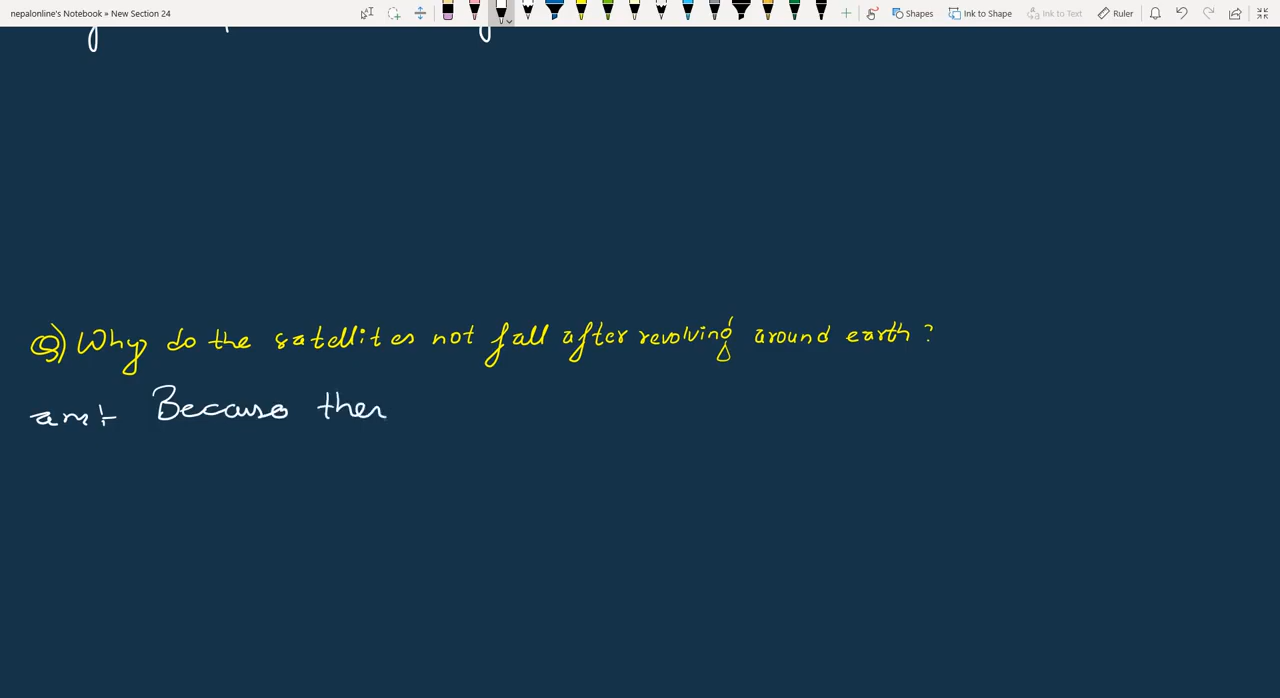 nepalonline's Notebook » New Section 24
Shapes Ink to Shape Ink to Text Ruler
Q) Why do the satellites not fall after revolving around earth ?
ans:- Because ther